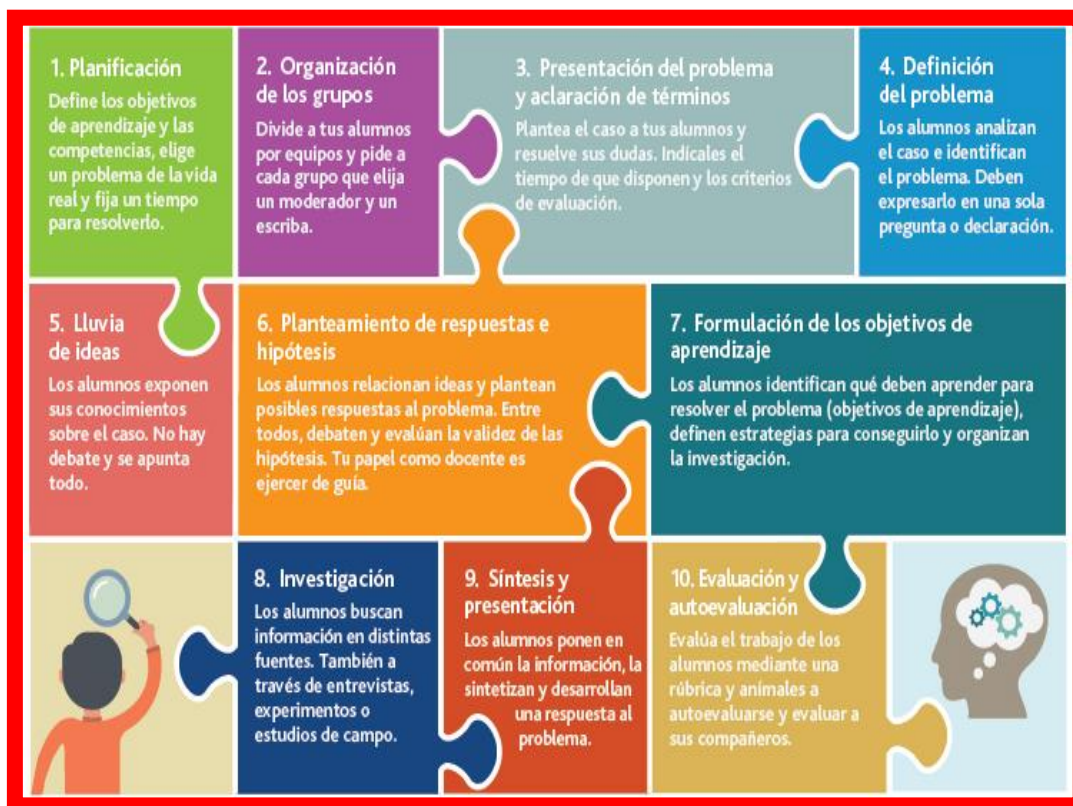 1. Planificación
Define los objetivos
de aprendizaje y las
competencias, elige
un problema de la vida
real y fija un tiempo
para resolverlo.
2. Organización
de los grupos
Divide a tus alumnos
por equipos y pide a
cada grupo que elija
un moderador y un
escriba.
3. Presentación del problema
y aclaración de términos
Plantea el caso a tus alumnos y
resuelve sus dudas. Indícales el
tiempo de que disponen y los criterios
de evaluación.
4. Definición
del problema
Los alumnos analizan
el caso e identifican
el problema. Deben
expresarlo en una sola
pregunta o declaración.
5. Lluvia
de ideas
Los alumnos exponen
sus conocimientos
sobre el caso. No hay
debate y se apunta
todo.
6. Planteamiento de respuestas e
hipótesis
Los alumnos relacionan ideas y plantean
posibles respuestas al problema. Entre
todos, debaten y evalúan la validez de las
hipótesis. Tu papel como docente es
ejercer de guía.
7. Formulación de los objetivos de
aprendizaje
Los alumnos identifican qué deben aprender para
resolver el problema (objetivos de aprendizaje),
definen estrategias para conseguirlo y organizan
la investigación.
8. Investigación
Los alumnos buscan
información en distintas
fuentes. También a
través de entrevistas,
experimentos o
estudios de campo.
9. Síntesis y
presentación
Los alumnos ponen en
común la información, la
sintetizan y desarrollan
una respuesta al
problema.
10. Evaluación y
autoevaluación
Evalúa el trabajo de los
alumnos mediante una
rúbrica y anímales a
autoevaluarse y evaluar a
sus compañeros.